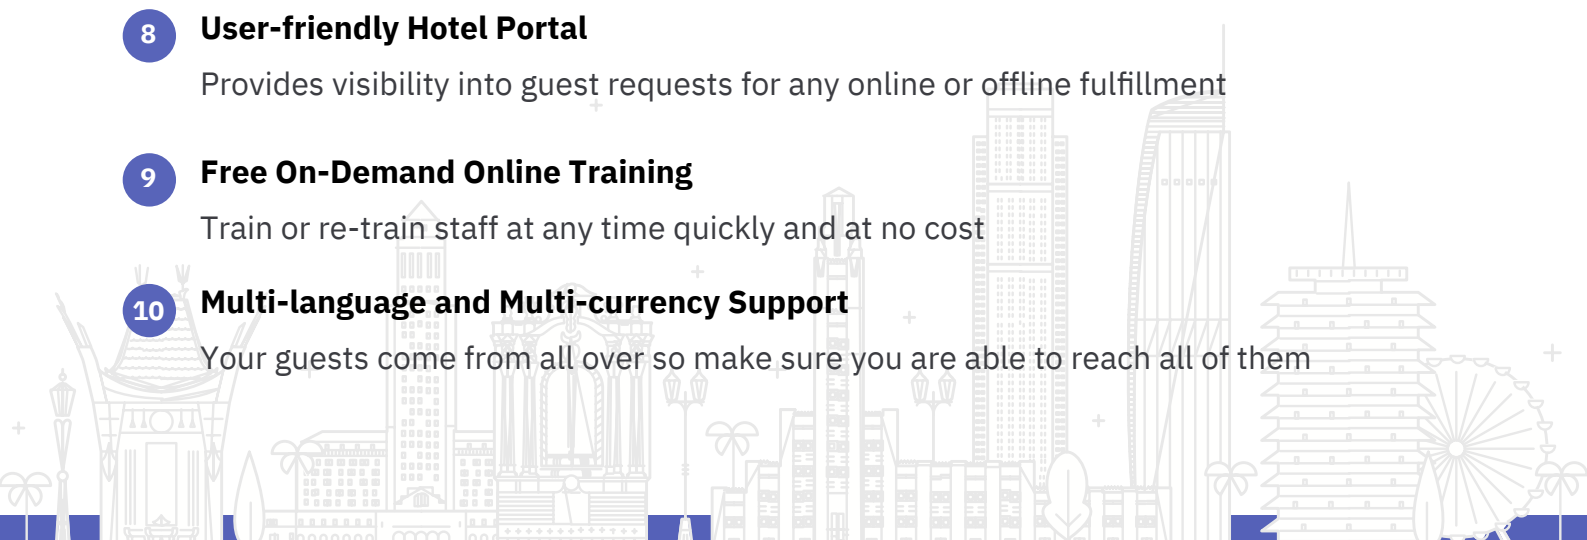 8 User-friendly Hotel Portal
Provides visibility into guest requests for any online or offline fulfillment
9 Free On-Demand Online Training
Train or re-train staff at any time quickly and at no cost
10 Multi-language and Multi-currency Support
Your guests come from all over so make sure you are able to reach all of them